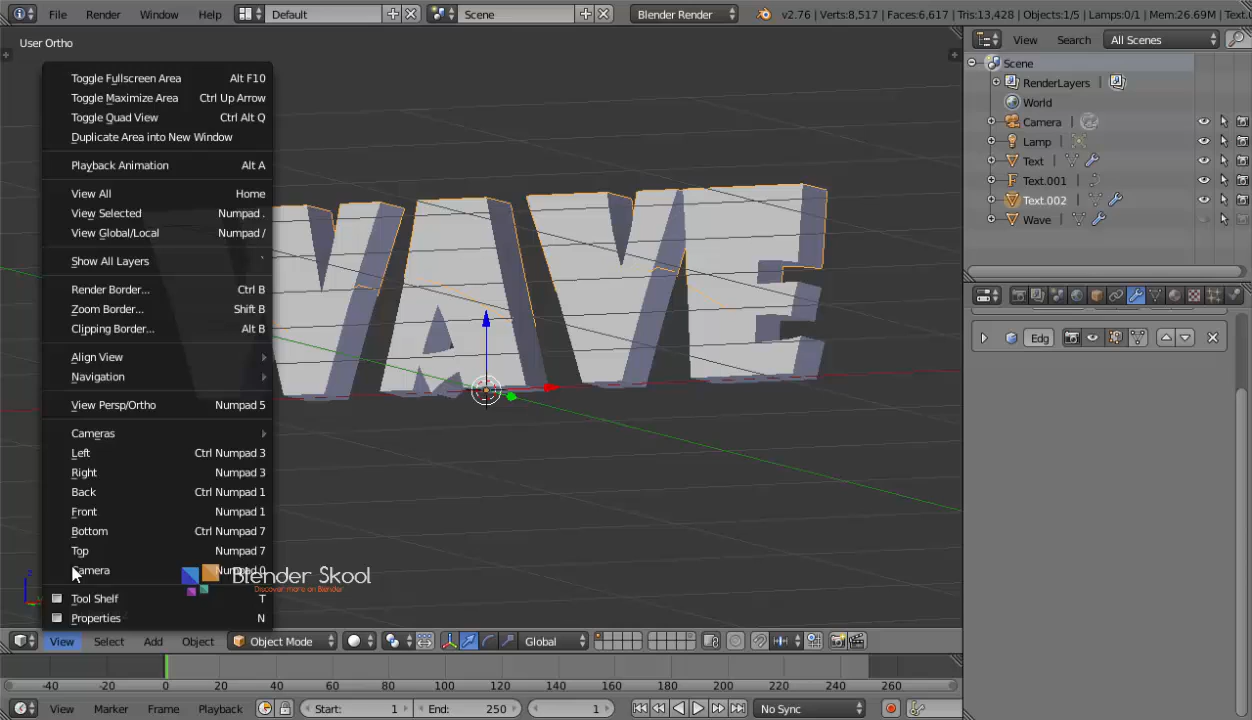 File Render Window Help Default Scene Blender Render v2.76 | Verts:8,517 | Faces:6,617 | Tris:13,428 | Objects:1/5 | Lamps:0/1 | Mem:26.69M | Text.0
User Ortho
View Search All Scenes
Scene
RenderLayers
World
Camera
Lamp
Text
Text.001
Text.002
Wave
Edg
Toggle Fullscreen Area Alt F10
Toggle Maximize Area Ctrl Up Arrow
Toggle Quad View Ctrl Alt Q
Duplicate Area into New Window
Playback Animation Alt A
View All Home
View Selected Numpad .
View Global/Local Numpad /
Show All Layers `
Render Border... Ctrl B
Zoom Border... Shift B
Clipping Border... Alt B
Align View
Navigation
View Persp/Ortho Numpad 5
Cameras
Left Ctrl Numpad 3
Right Numpad 3
Back Ctrl Numpad 1
Front Numpad 1
Bottom Ctrl Numpad 7
Top Numpad 7
Camera Numpad 0
Tool Shelf T
Properties N
WAVE
Blender Skool
Discover more on Blender
View Select Add Object Object Mode Global
-40 -20 0 20 40 60 80 100 120 140 160 180 200 220 240 260
View Marker Frame Playback Start: 1 End: 250 1 No Sync